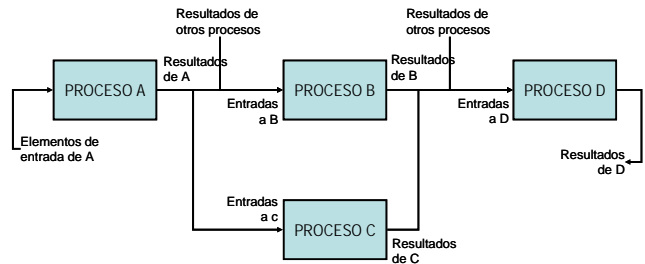 Resultados de
otros procesos
Resultados de
otros procesos
Resultados
de A
Resultados
de B
PROCESO A
PROCESO B
PROCESO D
Entradas
a B
Entradas
a D
Elementos de
entrada de A
Resultados
de D
Entradas
a c
PROCESO C
Resultados
de C